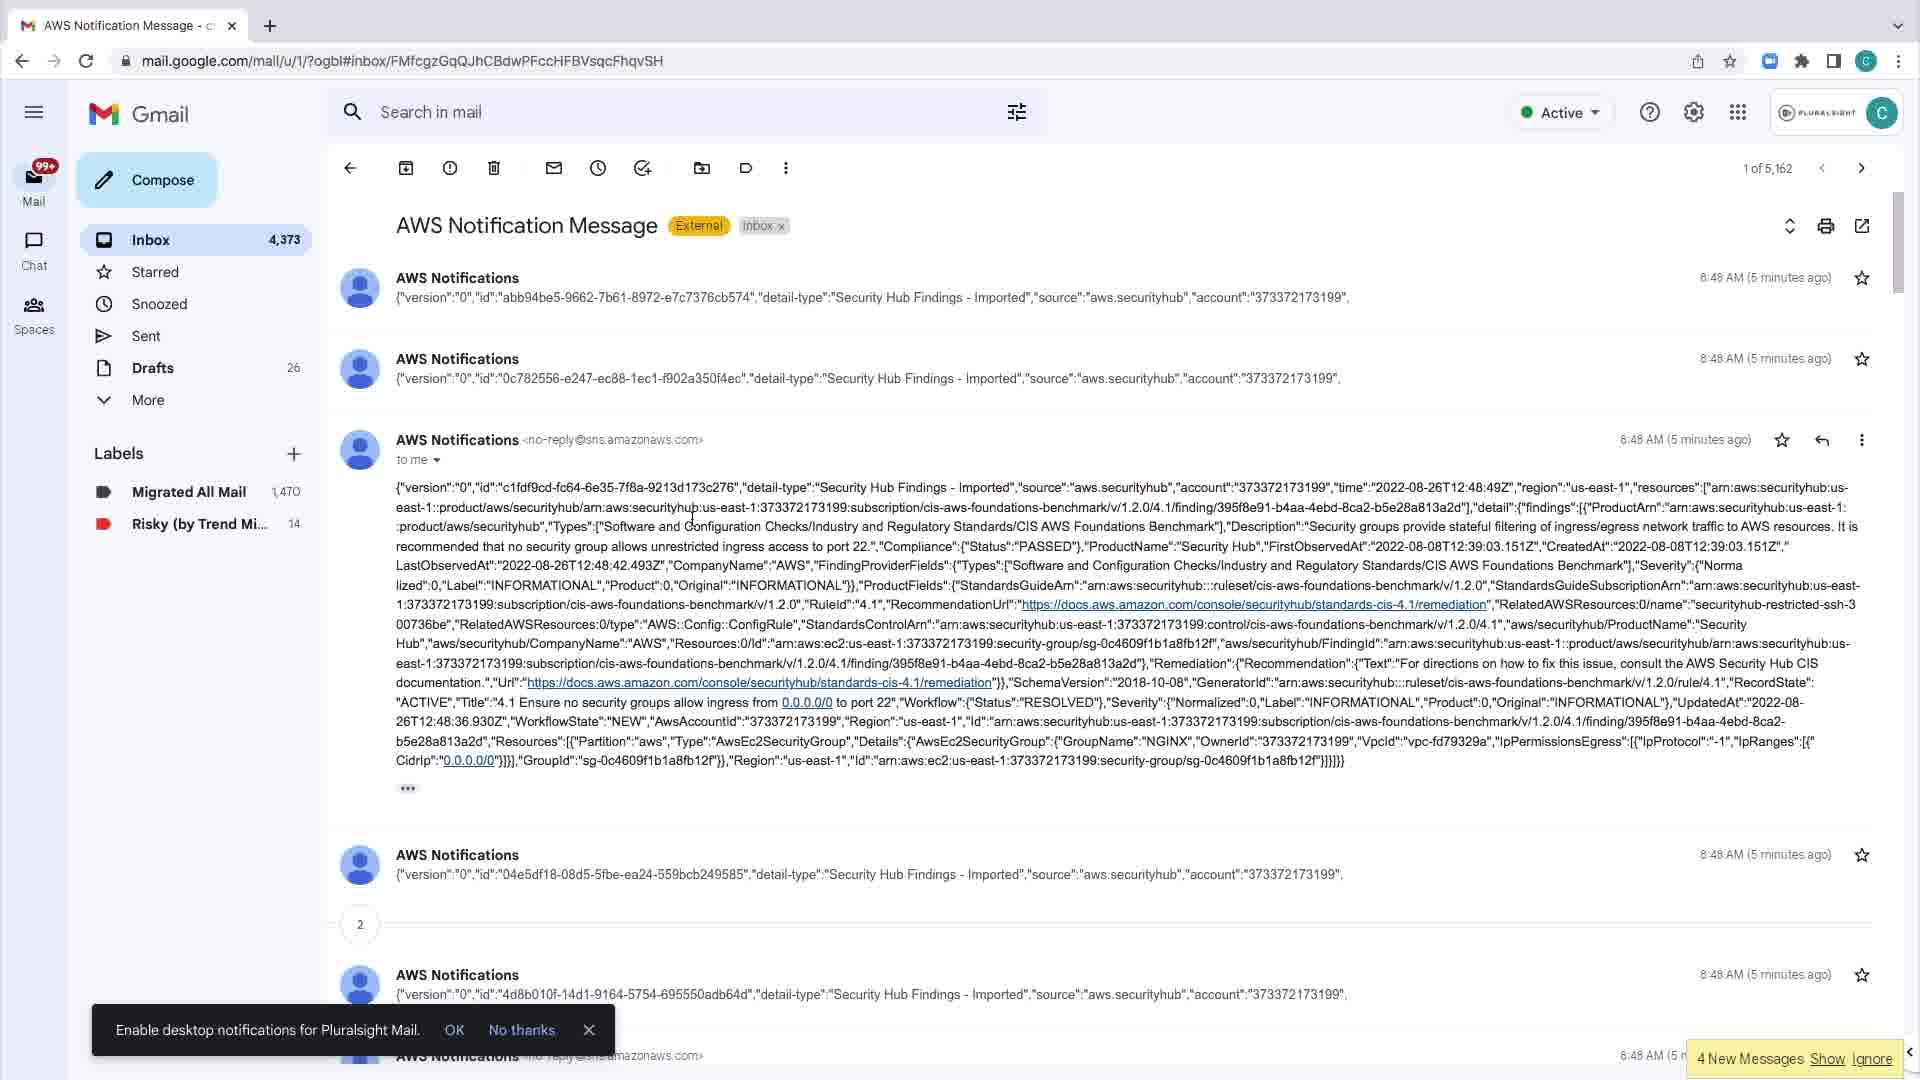 AWS Notification Message - c
mail.google.com/mail/u/1/?ogbl#inbox/FMfcgzGqQJhCBdwPFccHFBVsqcFhqvSH
C
Gmail
Search in mail
Active
PLURALSIGHT
C
99+
Mail
Chat
Spaces
Compose
Inbox 4,373
Starred
Snoozed
Sent
Drafts 26
More
Labels
Migrated All Mail 1,470
Risky (by Trend Mi... 14
1 of 5,162
AWS Notification Message External Inbox x
AWS Notifications 8:48 AM (5 minutes ago)
{"version":"0","id":"abb94be5-9662-7b61-8972-e7c7376cb574","detail-type":"Security Hub Findings - Imported","source":"aws.securityhub","account":"373372173199",
AWS Notifications 8:48 AM (5 minutes ago)
{"version":"0","id":"0c782556-e247-ec88-1ec1-f902a350f4ec","detail-type":"Security Hub Findings - Imported","source":"aws.securityhub","account":"373372173199",
AWS Notifications <no-reply@sns.amazonaws.com> 8:48 AM (5 minutes ago)
to me
{"version":"0","id":"c1fdf9cd-fc64-6e35-7f8a-9213d173c276","detail-type":"Security Hub Findings - Imported","source":"aws.securityhub","account":"373372173199","time":"2022-08-26T12:48:49Z","region":"us-east-1","resources":["arn:aws:securityhub:us-
east-1::product/aws/securityhub/arn:aws:securityhub:us-east-1:373372173199:subscription/cis-aws-foundations-benchmark/v/1.2.0/4.1/finding/395f8e91-b4aa-4ebd-8ca2-b5e28a813a2d"],"detail":{"findings":[{"ProductArn":"arn:aws:securityhub:us-east-1:
:product/aws/securityhub","Types":["Software and Configuration Checks/Industry and Regulatory Standards/CIS AWS Foundations Benchmark"],"Description":"Security groups provide stateful filtering of ingress/egress network traffic to AWS resources. It is
recommended that no security group allows unrestricted ingress access to port 22.","Compliance":{"Status":"PASSED"},"ProductName":"Security Hub","FirstObservedAt":"2022-08-08T12:39:03.151Z","CreatedAt":"2022-08-08T12:39:03.151Z","
LastObservedAt":"2022-08-26T12:48:42.493Z","CompanyName":"AWS","FindingProviderFields":{"Types":["Software and Configuration Checks/Industry and Regulatory Standards/CIS AWS Foundations Benchmark"],"Severity":{"Norma
lized":0,"Label":"INFORMATIONAL","Product":0,"Original":"INFORMATIONAL"}},"ProductFields":{"StandardsGuideArn":"arn:aws:securityhub:::ruleset/cis-aws-foundations-benchmark/v/1.2.0","StandardsGuideSubscriptionArn":"arn:aws:securityhub:us-east-
1:373372173199:subscription/cis-aws-foundations-benchmark/v/1.2.0","RuleId":"4.1","RecommendationUrl":"https://docs.aws.amazon.com/console/securityhub/standards-cis-4.1/remediation","RelatedAWSResources:0/name":"securityhub-restricted-ssh-3
00736be","RelatedAWSResources:0/type":"AWS::Config::ConfigRule","StandardsControlArn":"arn:aws:securityhub:us-east-1:373372173199:control/cis-aws-foundations-benchmark/v/1.2.0/4.1","aws/securityhub/ProductName":"Security
Hub","aws/securityhub/CompanyName":"AWS","Resources:0/Id":"arn:aws:ec2:us-east-1:373372173199:security-group/sg-0c4609f1b1a8fb12f","aws/securityhub/FindingId":"arn:aws:securityhub:us-east-1::product/aws/securityhub/arn:aws:securityhub:us-
east-1:373372173199:subscription/cis-aws-foundations-benchmark/v/1.2.0/4.1/finding/395f8e91-b4aa-4ebd-8ca2-b5e28a813a2d"},"Remediation":{"Recommendation":{"Text":"For directions on how to fix this issue, consult the AWS Security Hub CIS
documentation.","Url":"https://docs.aws.amazon.com/console/securityhub/standards-cis-4.1/remediation"}},"SchemaVersion":"2018-10-08","GeneratorId":"arn:aws:securityhub:::ruleset/cis-aws-foundations-benchmark/v/1.2.0/rule/4.1","RecordState":
"ACTIVE","Title":"4.1 Ensure no security groups allow ingress from 0.0.0.0/0 to port 22","Workflow":{"Status":"RESOLVED"},"Severity":{"Normalized":0,"Label":"INFORMATIONAL","Product":0,"Original":"INFORMATIONAL"},"UpdatedAt":"2022-08-
26T12:48:36.930Z","WorkflowState":"NEW","AwsAccountId":"373372173199","Region":"us-east-1","Id":"arn:aws:securityhub:us-east-1:373372173199:subscription/cis-aws-foundations-benchmark/v/1.2.0/4.1/finding/395f8e91-b4aa-4ebd-8ca2-
b5e28a813a2d","Resources":[{"Partition":"aws","Type":"AwsEc2SecurityGroup","Details":{"AwsEc2SecurityGroup":{"GroupName":"NGINX","OwnerId":"373372173199","VpcId":"vpc-fd79329a","IpPermissionsEgress":[{"IpProtocol":"-1","IpRanges":[{"
CidrIp":"0.0.0.0/0"}]}],"GroupId":"sg-0c4609f1b1a8fb12f"}},"Region":"us-east-1","Id":"arn:aws:ec2:us-east-1:373372173199:security-group/sg-0c4609f1b1a8fb12f"}]}]}}
AWS Notifications 8:48 AM (5 minutes ago)
{"version":"0","id":"04e5df18-08d5-5fbe-ea24-559bcb249585","detail-type":"Security Hub Findings - Imported","source":"aws.securityhub","account":"373372173199",
2
AWS Notifications 8:48 AM (5 minutes ago)
{"version":"0","id":"4d8b010f-14d1-9164-5754-695550adb64d","detail-type":"Security Hub Findings - Imported","source":"aws.securityhub","account":"373372173199",
AWS Notifications <no-reply@sns.amazonaws.com> 8:48 AM (5 m
Enable desktop notifications for Pluralsight Mail. OK No thanks
4 New Messages Show Ignore